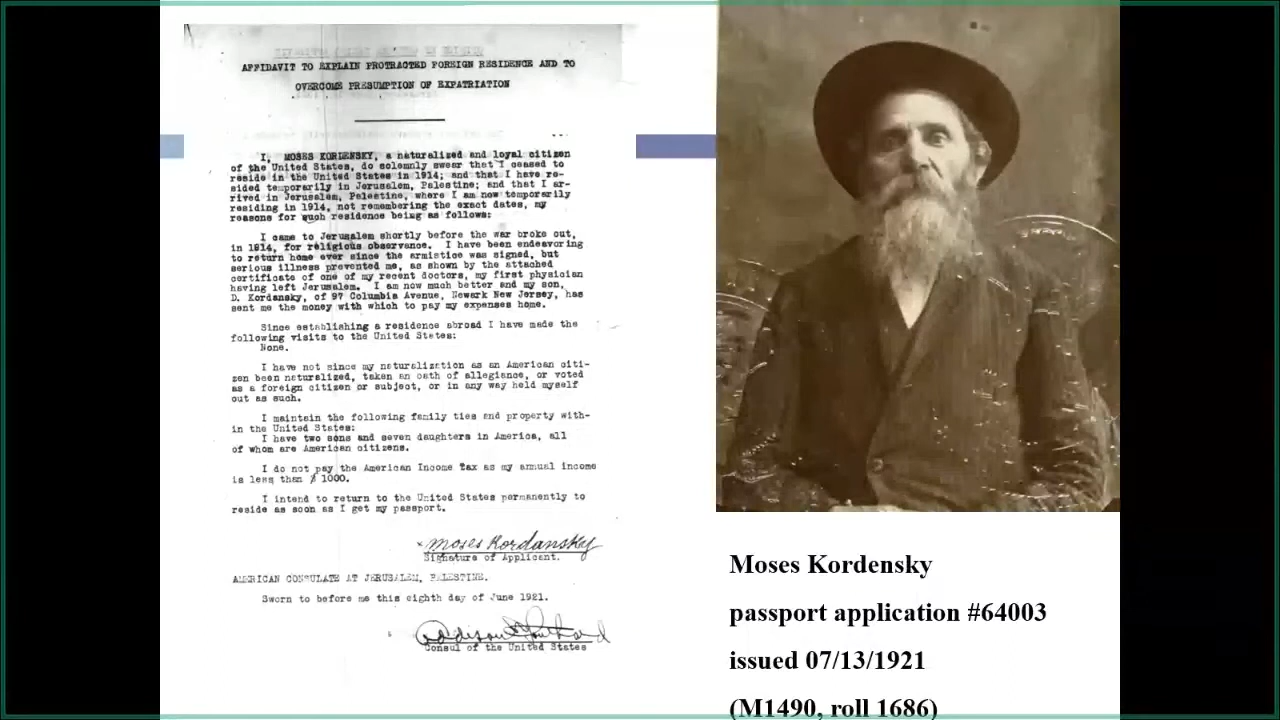 AFFIDAVIT TO EXPLAIN PROTRACTED FOREIGN RESIDENCE AND TO
OVERCOME PRESUMPTION OF EXPATRIATION
I, MOSES KORDENSKY, a naturalized and loyal citizen
of the United States, do solemnly swear that I ceased to
reside in the United States in 1914; and that I have re-
sided temporarily in Jerusalem, Palestine; and that I ar-
rived in Jerusalem, Palestine, where I am now temporarily
residing in 1914, not remembering the exact dates, my
reasons for such residence being as follows:
I came to Jerusalem shortly before the war broke out,
in 1914, for religious observance. I have been endeavoring
to return home ever since the armistice was signed, but
serious illness prevented me, as shown by the attached
certificate of one of my recent doctors, my first physician
having left Jerusalem. I am now much better and my son,
D. Kordansky, of 97 Columbia Avenue, Newark New Jersey, has
sent me the money with which to pay my expenses home.
Since establishing a residence abroad I have made the
following visits to the United States:
None.
I have not since my naturalization as an American citi-
zen been naturalized, taken an oath of allegiance, or voted
as a foreign citizen or subject, or in any way held myself
out as such.
I maintain the following family ties and property with-
in the United States:
I have two sons and seven daughters in America, all
of whom are American citizens.
I do not pay the American Income Tax as my annual income
is less than $ 1000.
I intend to return to the United States permanently to
reside as soon as I get my passport.
Moses Kordansky
Signature of Applicant.
AMERICAN CONSULATE AT JERUSALEM, PALESTINE.
Sworn to before me this eighth day of June 1921.
Consul of the United States
Moses Kordensky
passport application #64003
issued 07/13/1921
(M1490, roll 1686)